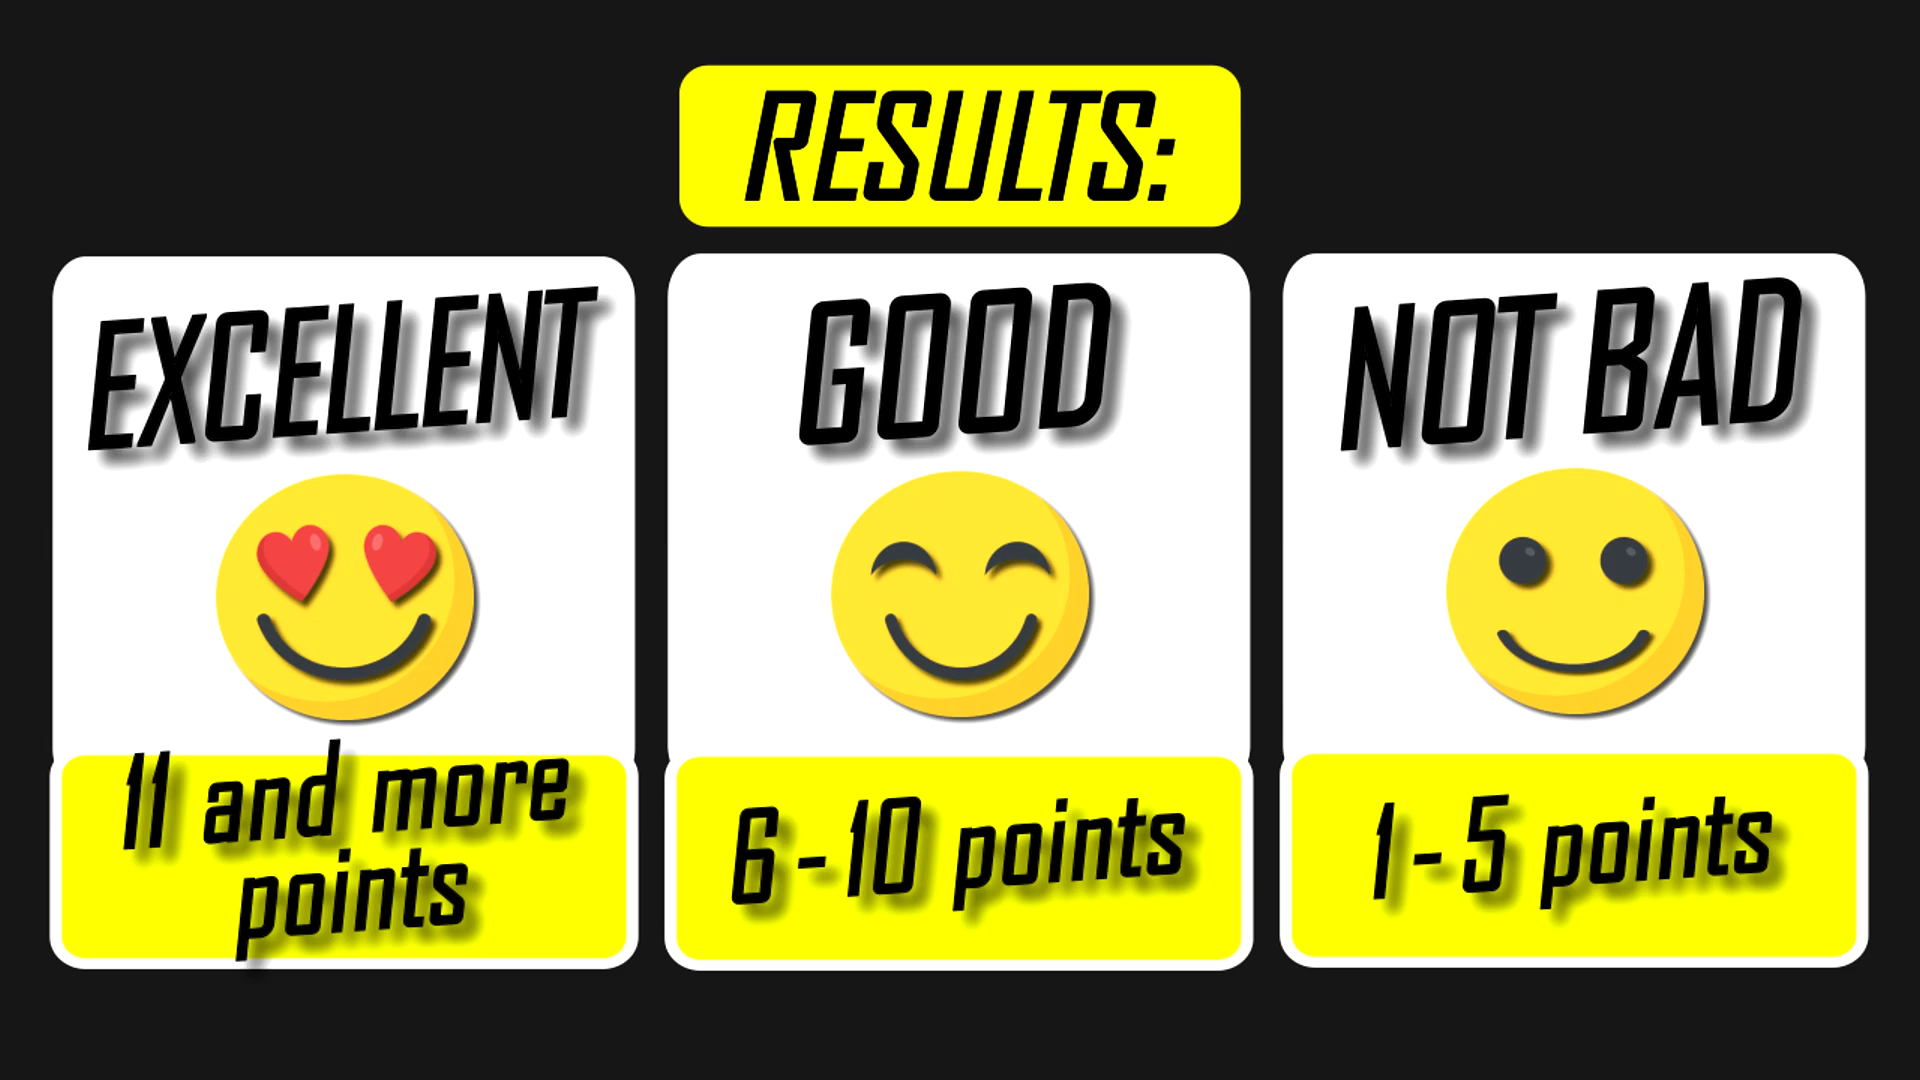 RESULTS:
EXCELLENT
11 and more
points
GOOD
6-10 points
NOT BAD
1-5 points